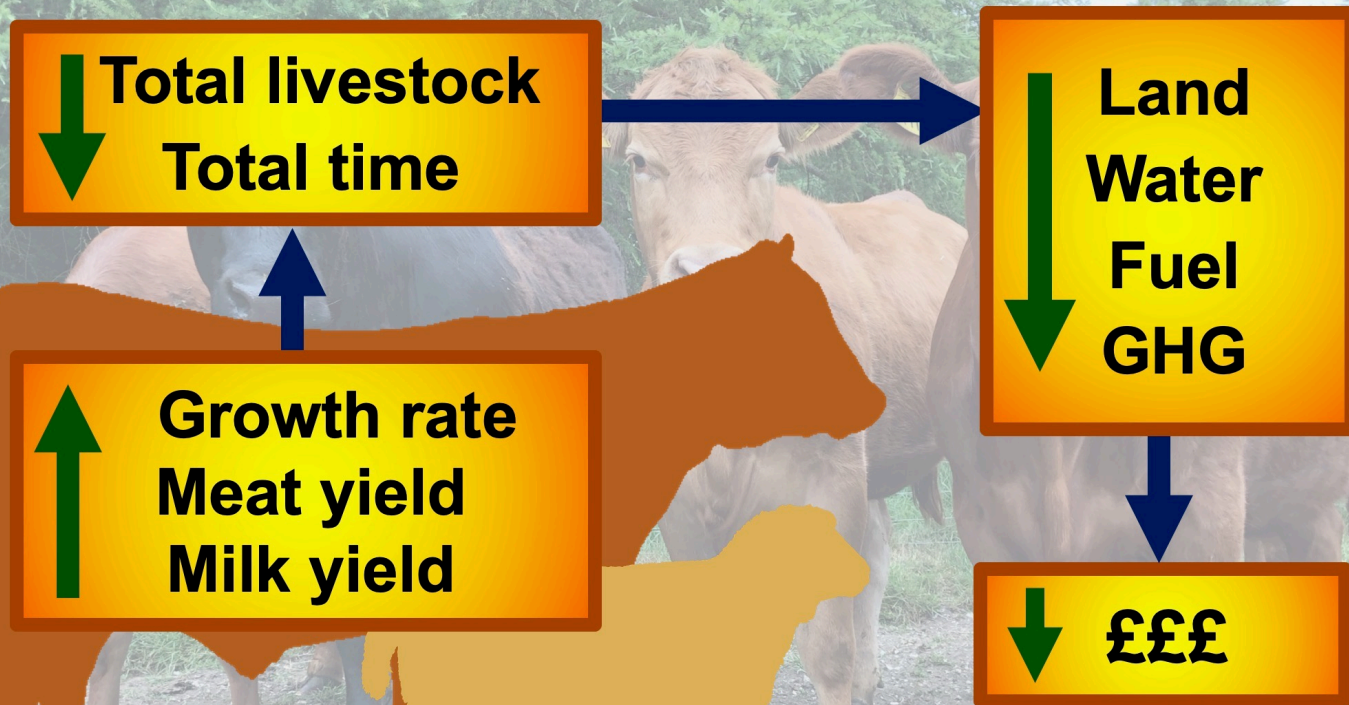 Total livestock
Total time
Land
Water
Fuel
GHG
Growth rate
Meat yield
Milk yield
£££